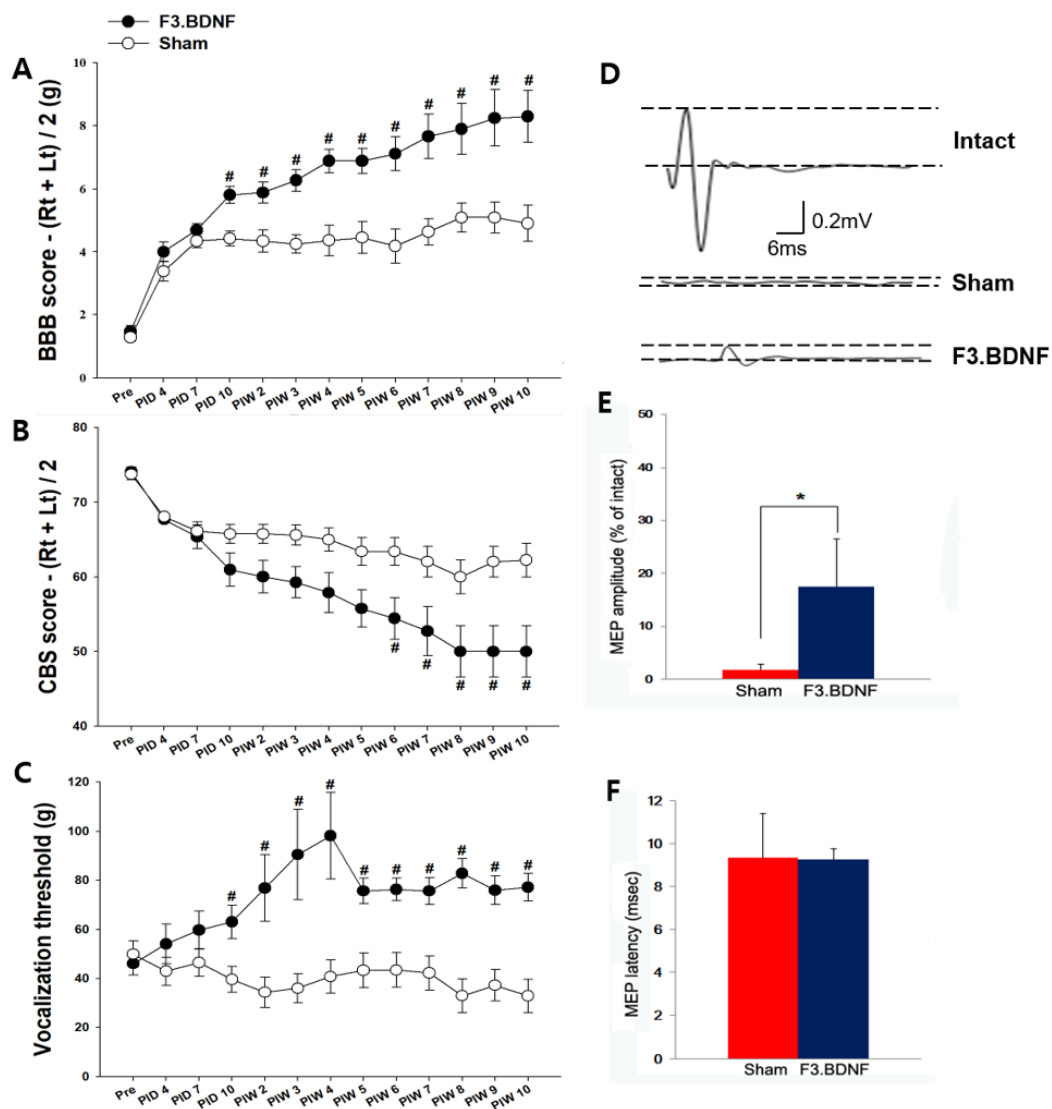 F3.BDNF
Sham
A
BBB score - (Rt + Lt) / 2 (g)
10
8
6
4
2
0
# # # # # # # # # #
Pre PID 4 PID 7 PID 10 PIW 2 PIW 3 PIW 4 PIW 5 PIW 6 PIW 7 PIW 8 PIW 9 PIW 10
B
CBS score - (Rt + Lt) / 2
80
70
60
50
40
# # # # #
Pre PID 4 PID 7 PID 10 PIW 2 PIW 3 PIW 4 PIW 5 PIW 6 PIW 7 PIW 8 PIW 9 PIW 10
C
Vocalization threshold (g)
120
100
80
60
40
20
0
# # # # # # # # # #
Pre PID 4 PID 7 PID 10 PIW 2 PIW 3 PIW 4 PIW 5 PIW 6 PIW 7 PIW 8 PIW 9 PIW 10
D
Intact
0.2mV
6ms
Sham
F3.BDNF
E
MEP amplitude (% of intact)
50
40
30
20
10
0
*
Sham F3.BDNF
F
MEP latency (msec)
12
10
8
6
4
2
0
Sham F3.BDNF